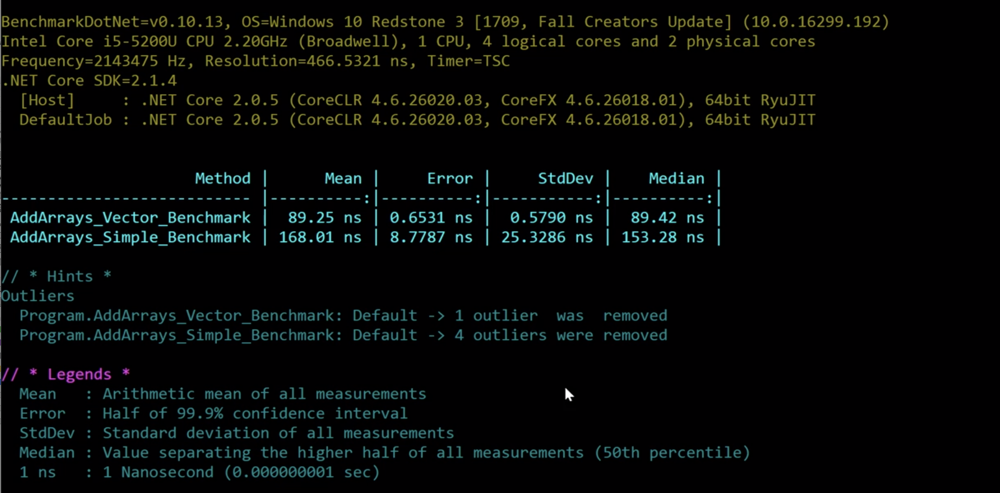 BenchmarkDotNet=v0.10.13, OS=Windows 10 Redstone 3 [1709, Fall Creators Update] (10.0.16299.192)
Intel Core i5-5200U CPU 2.20GHz (Broadwell), 1 CPU, 4 logical cores and 2 physical cores
Frequency=2143475 Hz, Resolution=466.5321 ns, Timer=TSC
.NET Core SDK=2.1.4
  [Host]     : .NET Core 2.0.5 (CoreCLR 4.6.26020.03, CoreFX 4.6.26018.01), 64bit RyuJIT
  DefaultJob : .NET Core 2.0.5 (CoreCLR 4.6.26020.03, CoreFX 4.6.26018.01), 64bit RyuJIT
                     Method |      Mean |     Error |     StdDev |    Median |
--------------------------- |----------:|----------:|-----------:|----------:|
 AddArrays_Vector_Benchmark |  89.25 ns | 0.6531 ns |  0.5790 ns |  89.42 ns |
 AddArrays_Simple_Benchmark | 168.01 ns | 8.7787 ns | 25.3286 ns | 153.28 ns |
// * Hints *
Outliers
  Program.AddArrays_Vector_Benchmark: Default -> 1 outlier  was  removed
  Program.AddArrays_Simple_Benchmark: Default -> 4 outliers were removed
// * Legends *
  Mean   : Arithmetic mean of all measurements
  Error  : Half of 99.9% confidence interval
  StdDev : Standard deviation of all measurements
  Median : Value separating the higher half of all measurements (50th percentile)
  1 ns   : 1 Nanosecond (0.000000001 sec)